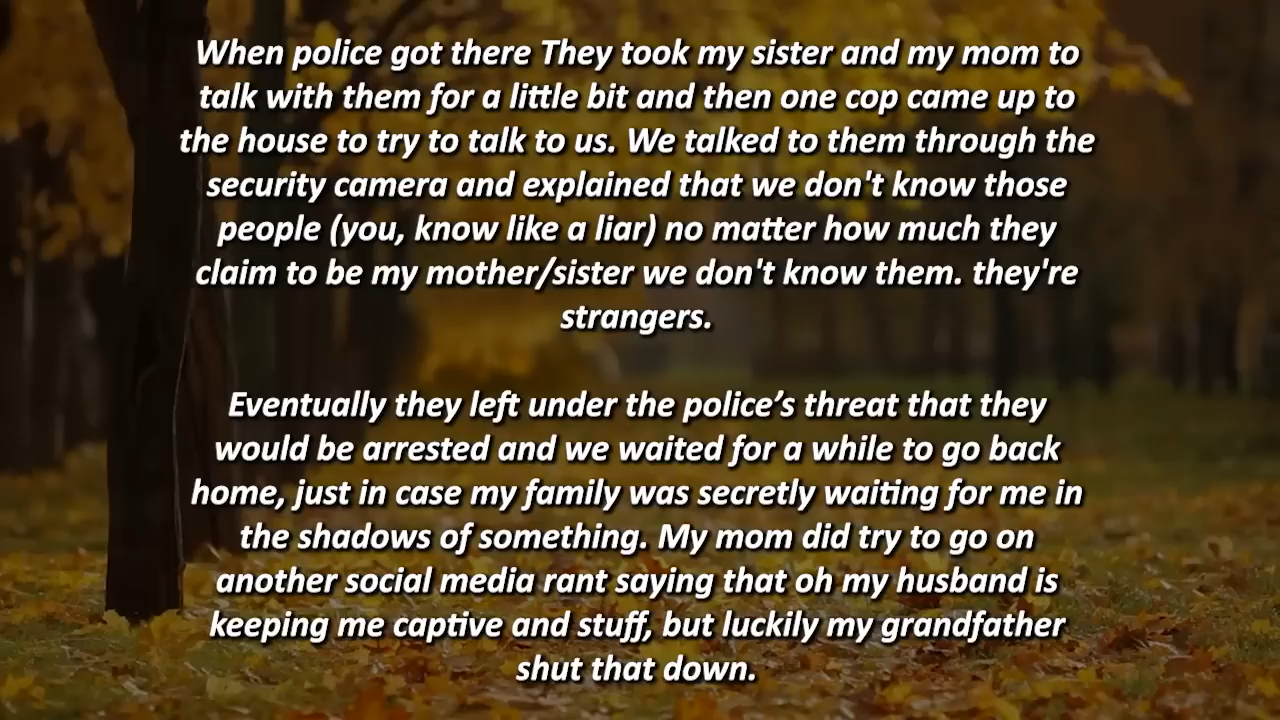 When police got there They took my sister and my mom to
talk with them for a little bit and then one cop came up to
the house to try to talk to us. We talked to them through the
security camera and explained that we don't know those
people (you, know like a liar) no matter how much they
claim to be my mother/sister we don't know them. they're
strangers.
Eventually they left under the police’s threat that they
would be arrested and we waited for a while to go back
home, just in case my family was secretly waiting for me in
the shadows of something. My mom did try to go on
another social media rant saying that oh my husband is
keeping me captive and stuff, but luckily my grandfather
shut that down.